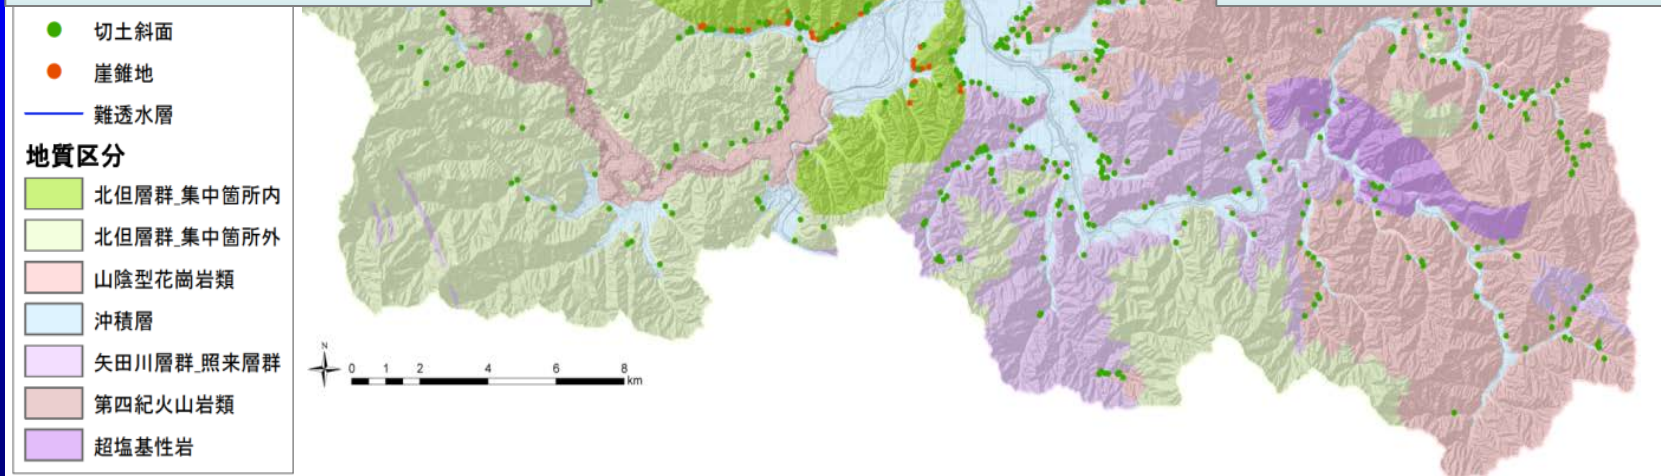 切土斜面
崖錐地
難透水層
地質区分
北但層群_集中箇所内
北但層群_集中箇所外
山陰型花崗岩類
沖積層
矢田川層群_照来層群
第四紀火山岩類
超塩基性岩
N
0 1 2 4 6 8
km